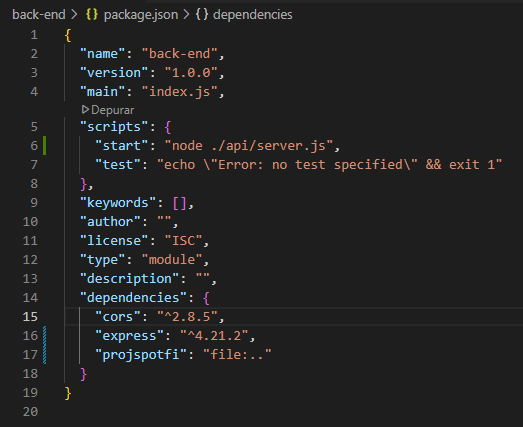 back-end > {} package.json > {} dependencies
1 {
2 "name": "back-end",
3 "version": "1.0.0",
4 "main": "index.js",
Depurar
5 "scripts": {
6 "start": "node ./api/server.js",
7 "test": "echo \"Error: no test specified\" && exit 1"
8 },
9 "keywords": [],
10 "author": "",
11 "license": "ISC",
12 "type": "module",
13 "description": "",
14 "dependencies": {
15 "cors": "^2.8.5",
16 "express": "^4.21.2",
17 "projspotfi": "file:.."
18 }
19 }
20